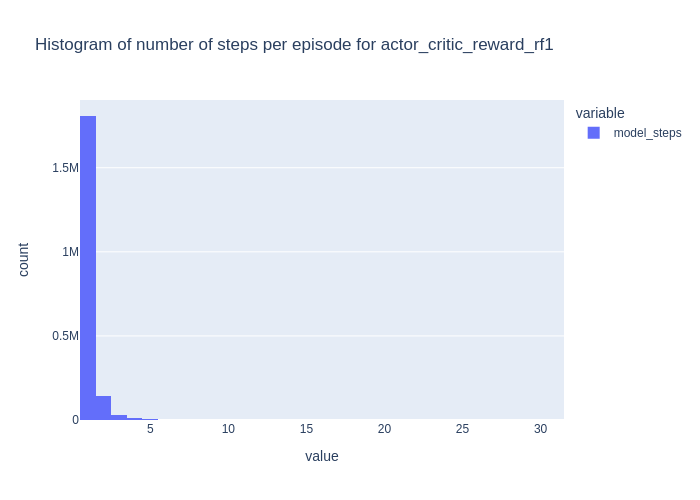 Histogram of number of steps per episode for actor_critic_reward_rf1
variable
model_steps
1.5M
1M
0.5M
0
count
5
10
15
20
25
30
value